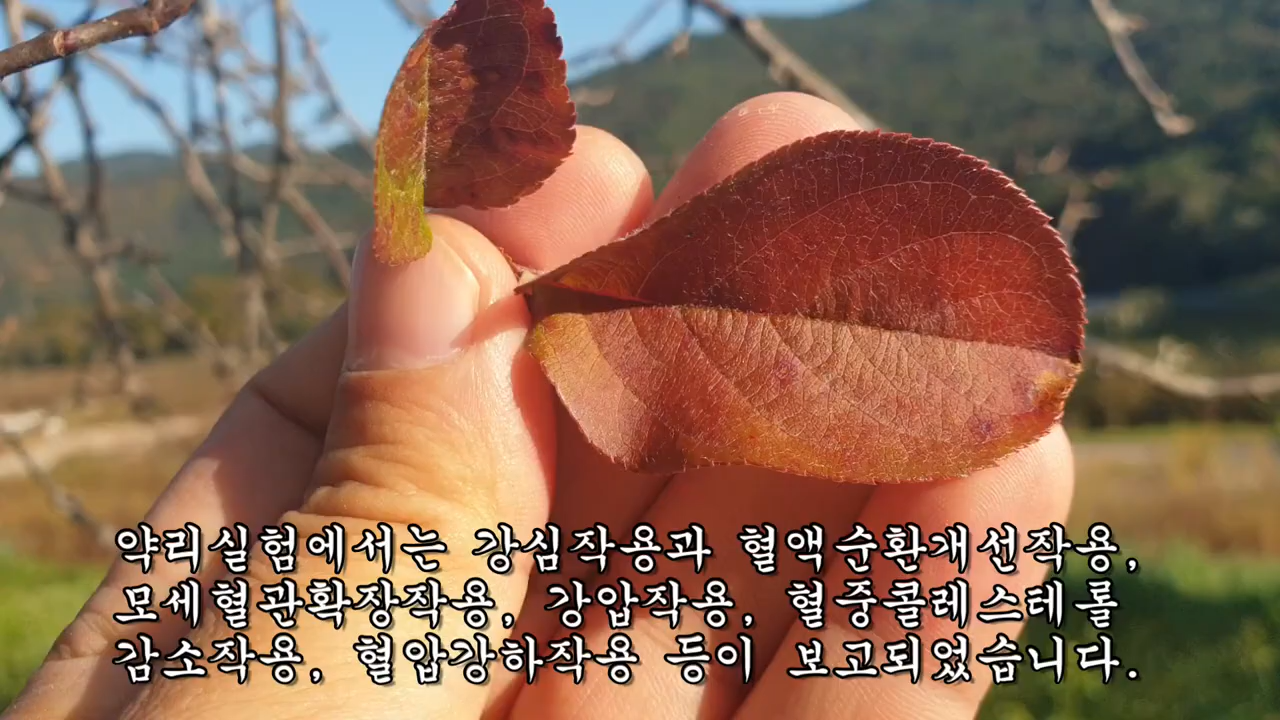 약리실험에서는 강심작용과 혈액순환개선작용,
모세혈관확장작용, 강압작용, 혈중콜레스테롤
감소작용, 혈압강하작용 등이 보고되었습니다.